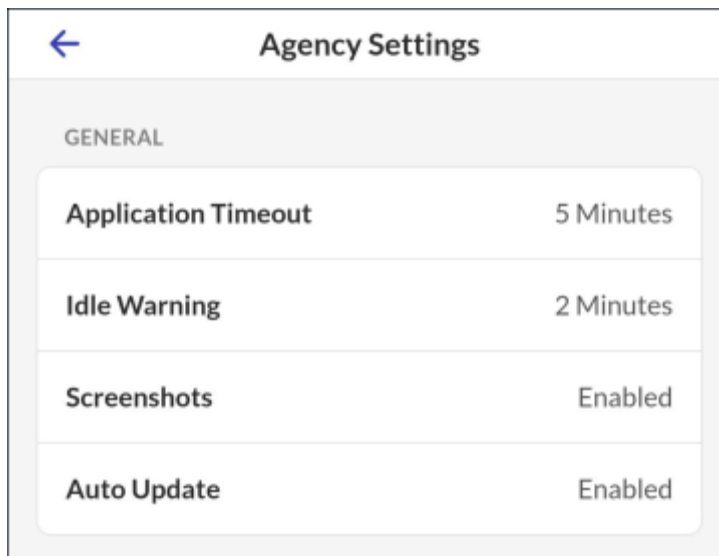 Agency Settings
GENERAL
Application Timeout 5 Minutes
Idle Warning 2 Minutes
Screenshots Enabled
Auto Update Enabled